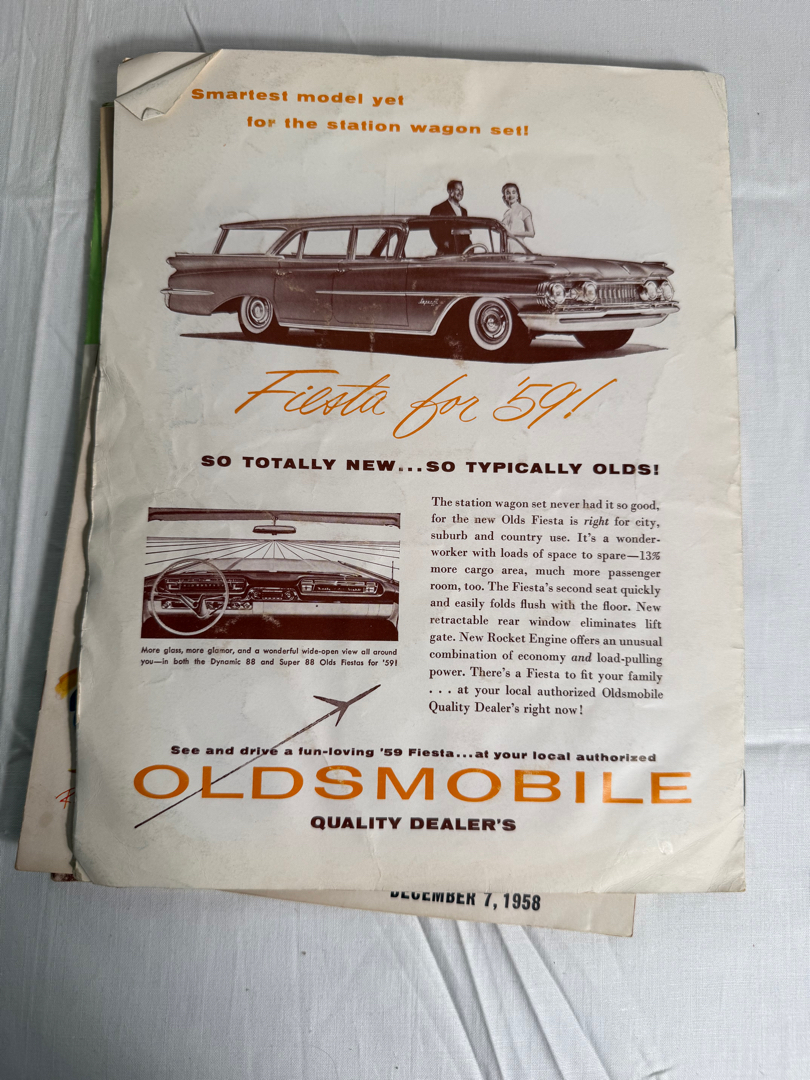 Smartest model yet
for the station wagon set!
Fiesta for '59!
SO TOTALLY NEW...SO TYPICALLY OLDS!
More glass, more glamor, and a wonderful wide-open view all around
you—in both the Dynamic 88 and Super 88 Olds Fiestas for '59!
The station wagon set never had it so good,
for the new Olds Fiesta is right for city,
suburb and country use. It's a wonder-
worker with loads of space to spare—13%
more cargo area, much more passenger
room, too. The Fiesta's second seat quickly
and easily folds flush with the floor. New
retractable rear window eliminates lift
gate. New Rocket Engine offers an unusual
combination of economy and load-pulling
power. There's a Fiesta to fit your family
. . . at your local authorized Oldsmobile
Quality Dealer's right now!
See and drive a fun-loving '59 Fiesta...at your local authorized
OLDSMOBILE
QUALITY DEALER'S
DECEMBER 7, 1958